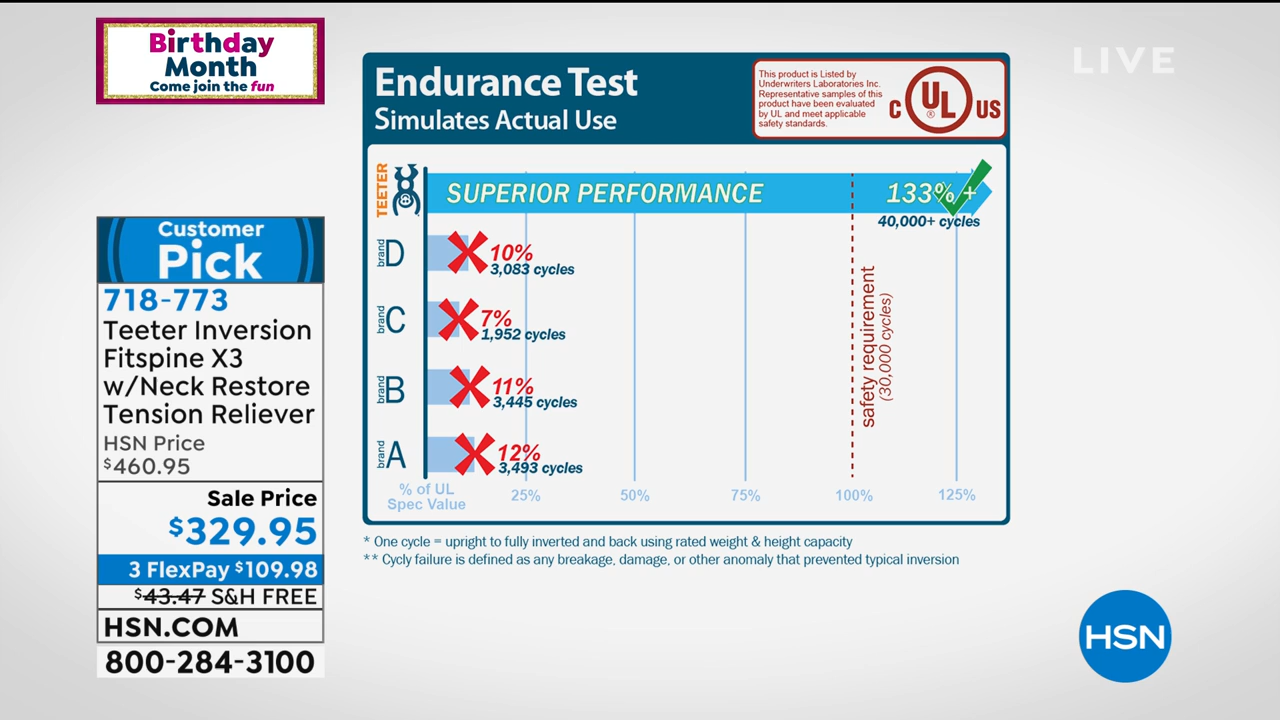 Birthday
Month
Come join the fun
LIVE
Customer
Pick
718-773
Teeter Inversion
Fitspine X3
w/Neck Restore
Tension Reliever
HSN Price
$460.95
Sale Price
$329.95
3 FlexPay $109.98
$43.47 S&H FREE
HSN.COM
800-284-3100
Endurance Test
Simulates Actual Use
This product is Listed by
Underwriters Laboratories Inc.
Representative samples of this
product have been evaluated
by UL and meet applicable
safety standards.
C UL ® US
TEETER
SUPERIOR PERFORMANCE
133%+
40,000+ cycles
brand D
10%
3,083 cycles
brand C
7%
1,952 cycles
brand B
11%
3,445 cycles
brand A
12%
3,493 cycles
safety requirement
(30,000 cycles)
% of UL
Spec Value
25%
50%
75%
100%
125%
* One cycle = upright to fully inverted and back using rated weight & height capacity
** Cycly failure is defined as any breakage, damage, or other anomaly that prevented typical inversion
HSN